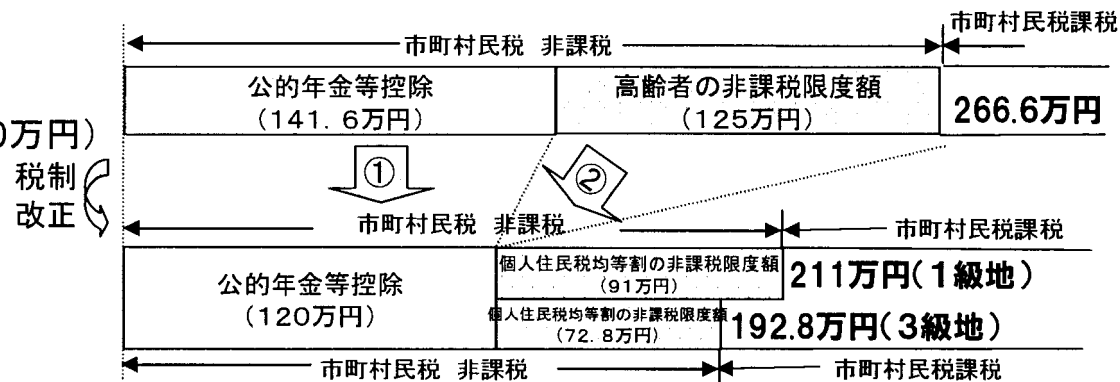 市町村民税 非課税
市町村民税課税
公的年金等控除
(141.6万円)
高齢者の非課税限度額
(125万円)
266.6万円
0万円)
税制
改正
①
②
市町村民税 非課税
市町村民税課税
公的年金等控除
(120万円)
個人住民税均等割の非課税限度額
(91万円)
211万円(1級地)
個人住民税均等割の非課税限度額
(72.8万円)
192.8万円(3級地)
市町村民税 非課税
市町村民税課税